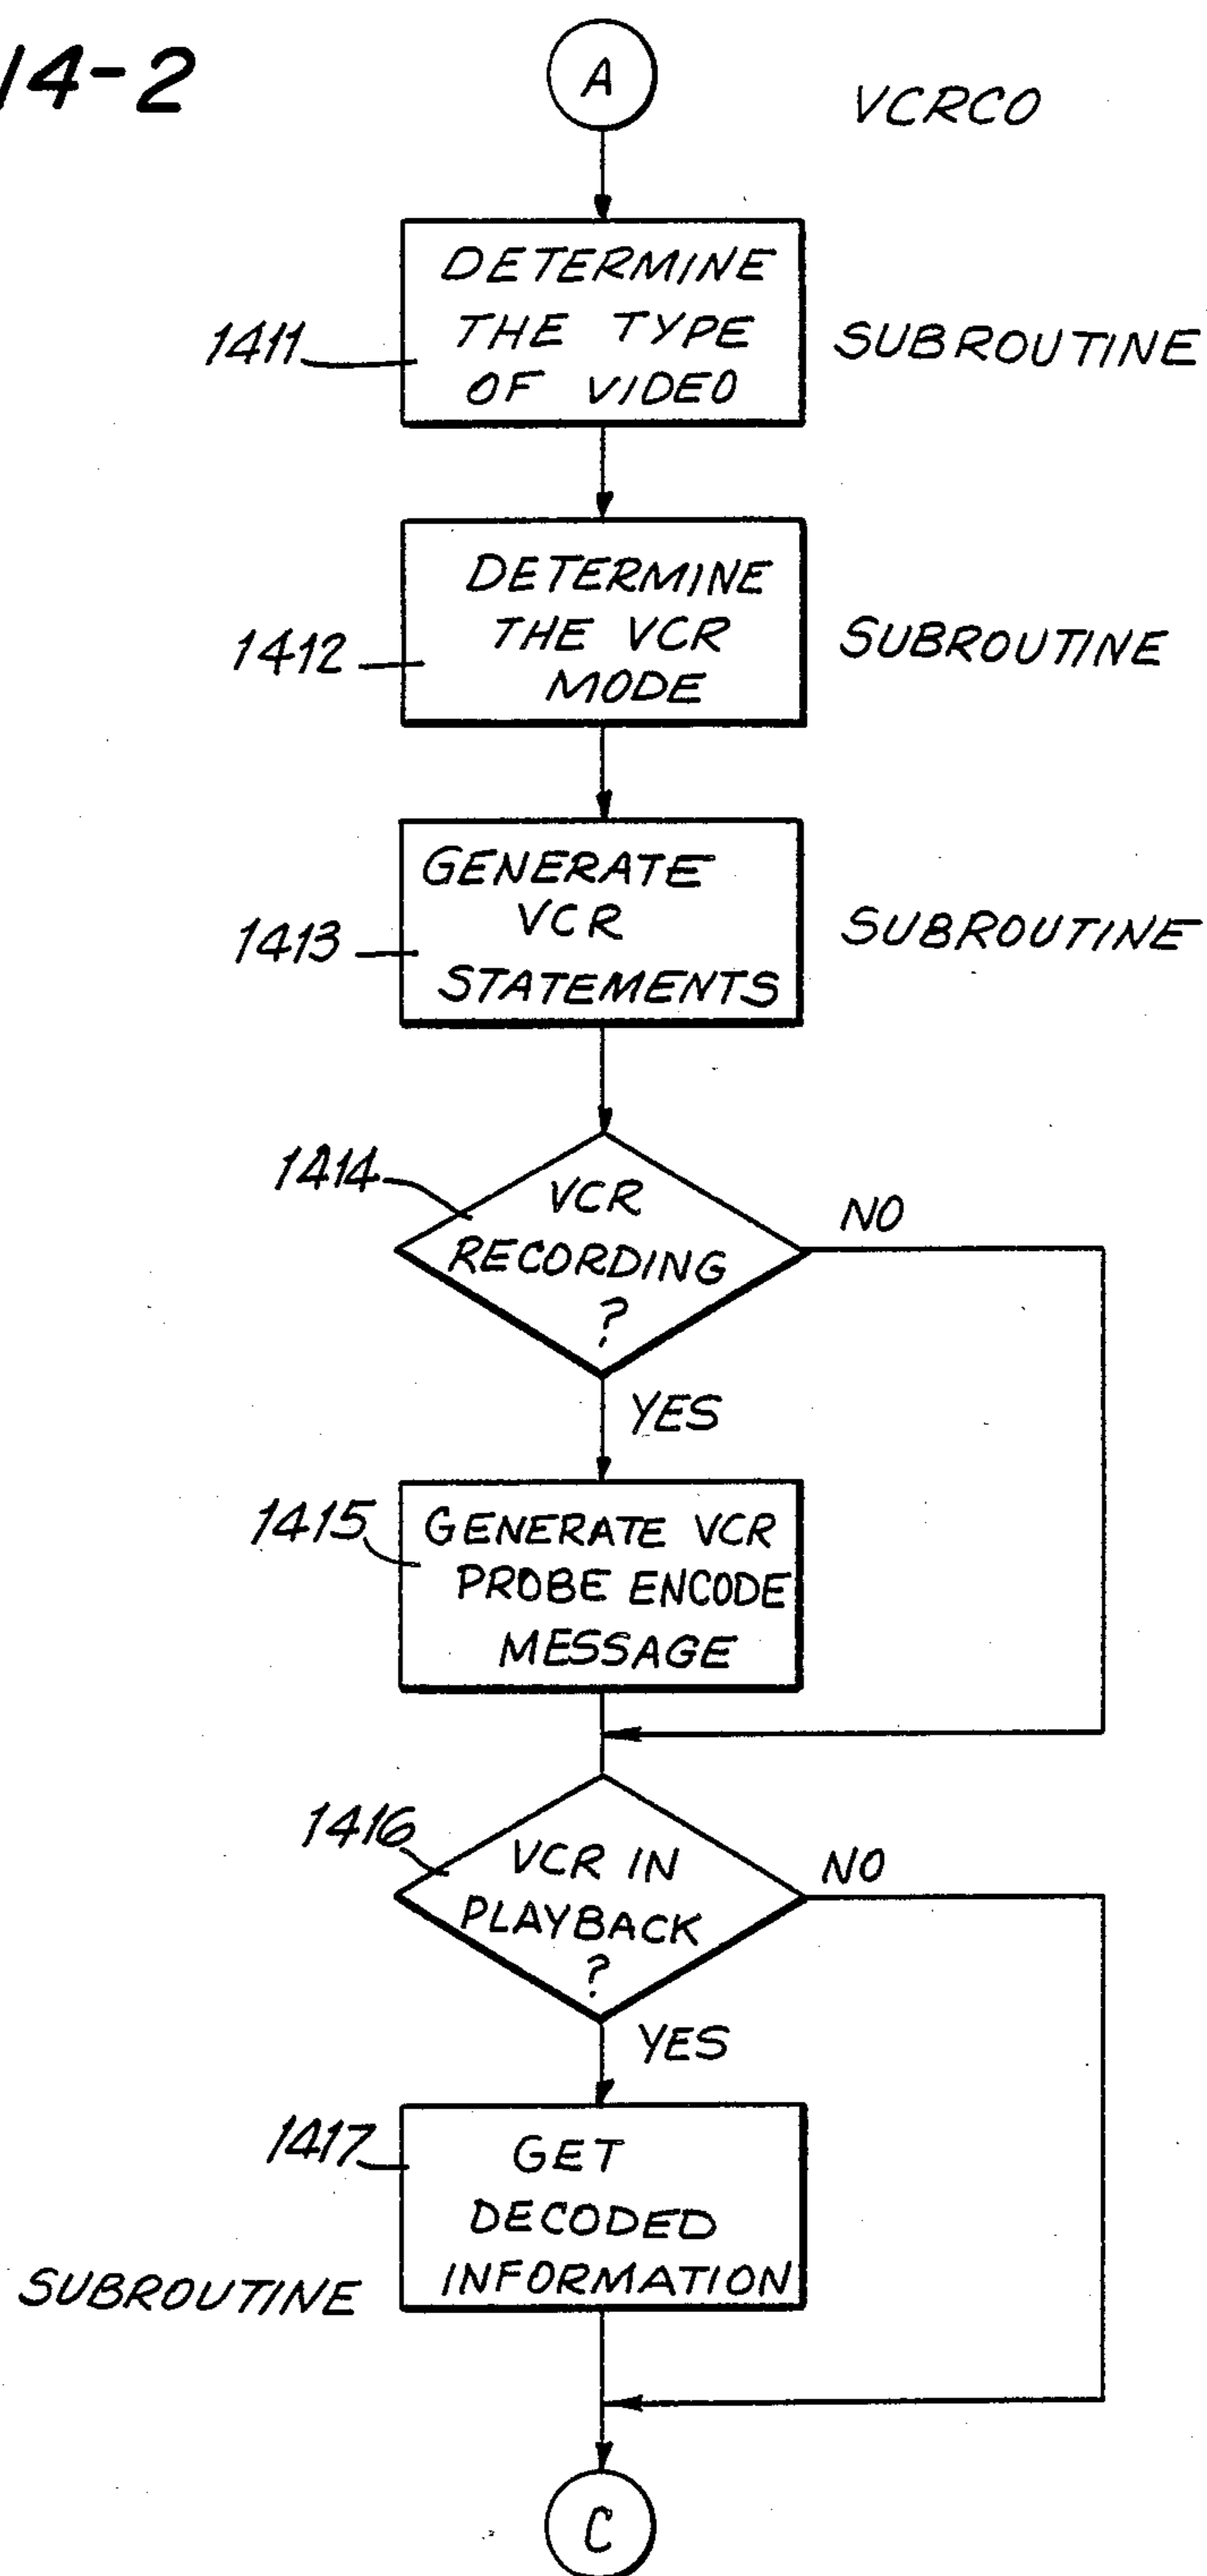 14-2
A
VCRCO
DETERMINE
THE TYPE
OF VIDEO
1411
SUBROUTINE
DETERMINE
THE VCR
MODE
1412
SUBROUTINE
GENERATE
VCR
STATEMENTS
1413
SUBROUTINE
1414
VCR
RECORDING
?
NO
YES
1415
GENERATE VCR
PROBE ENCODE
MESSAGE
1416
VCR IN
PLAYBACK
?
NO
YES
1417
GET
DECODED
INFORMATION
SUBROUTINE
C